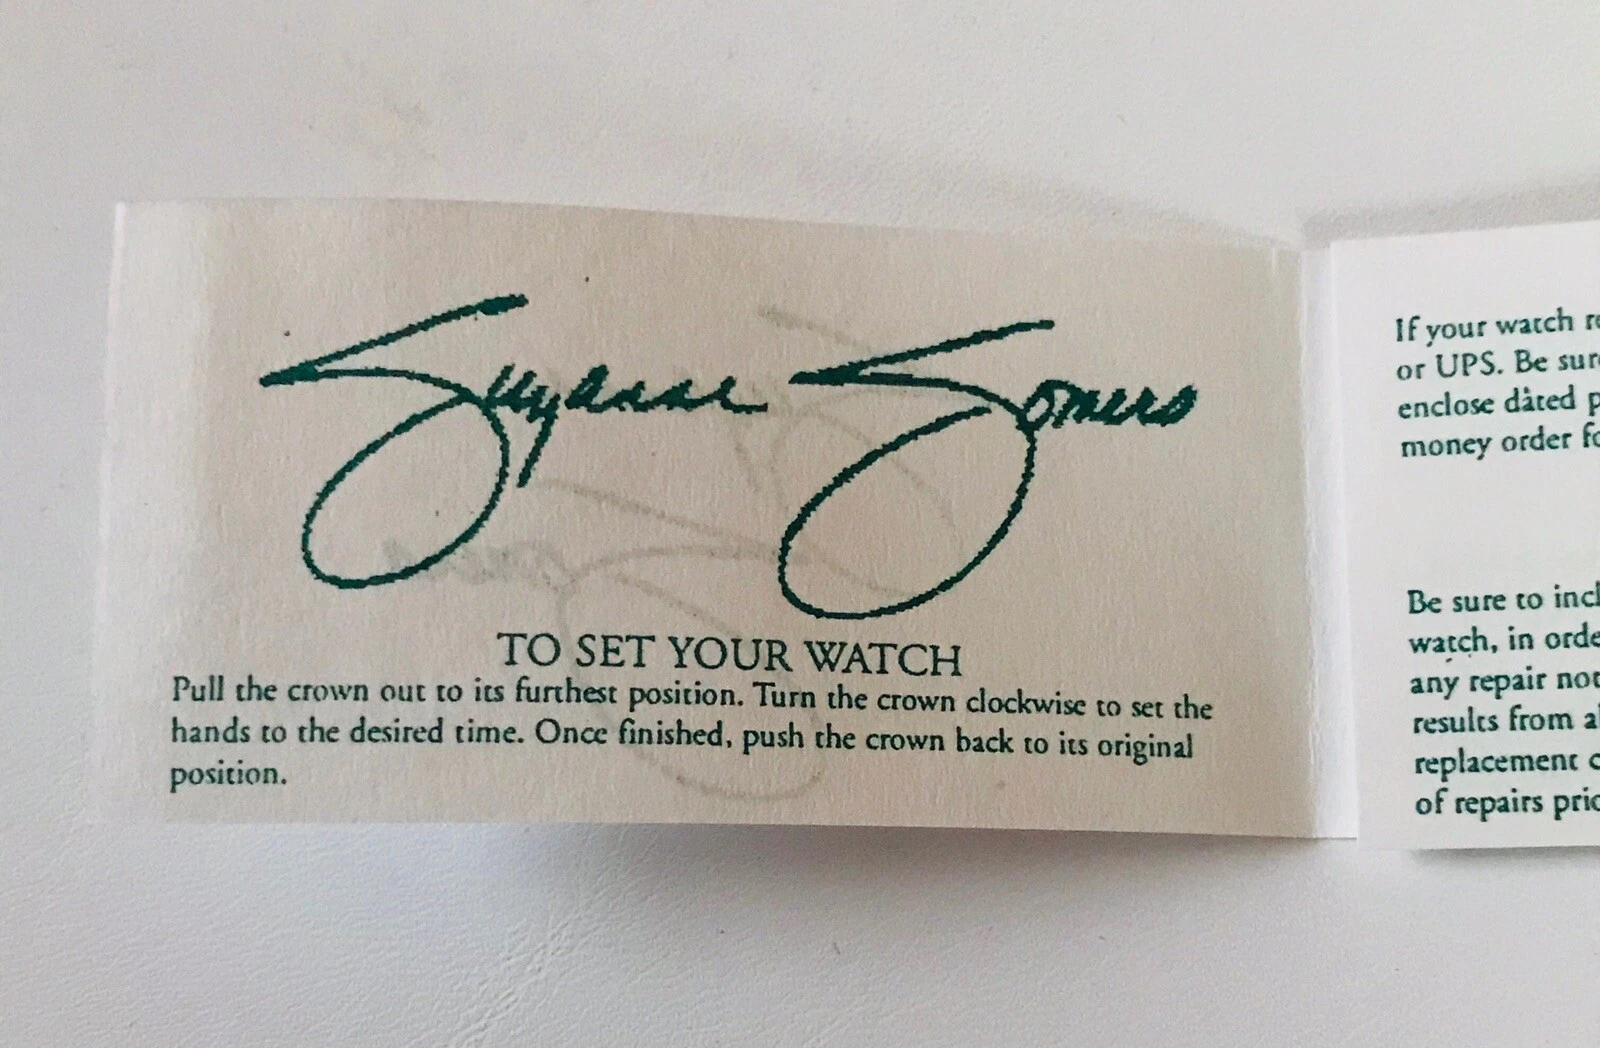 Suzanne Somers
TO SET YOUR WATCH
Pull the crown out to its furthest position. Turn the crown clockwise to set the
hands to the desired time. Once finished, push the crown back to its original
position.
If your watch
or UPS. Be
enclose dated
money order
Be sure to
watch, in
any repair
results from
replacement
of repairs